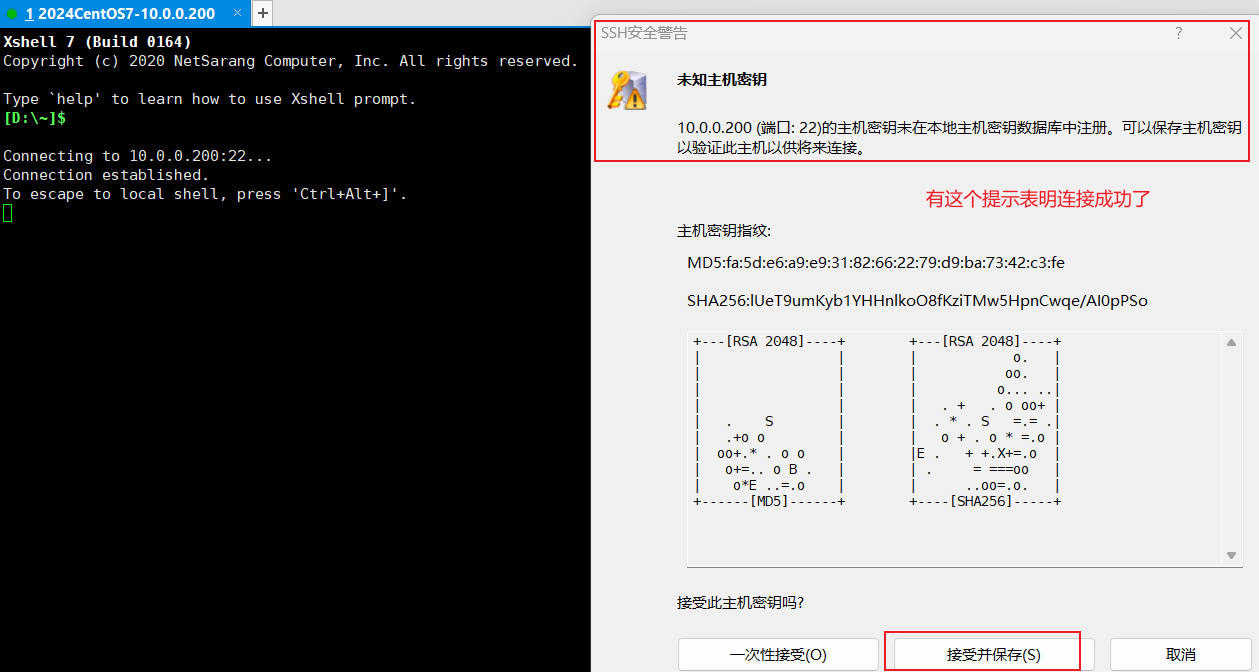 1 2024CentOS7-10.0.0.200 × +
Xshell 7 (Build 0164)
Copyright (c) 2020 NetSarang Computer, Inc. All rights reserved.
Type `help' to learn how to use Xshell prompt.
[D:\~]$
Connecting to 10.0.0.200:22...
Connection established.
To escape to local shell, press 'Ctrl+Alt+]'.
SSH安全警告 ?
未知主机密钥
10.0.0.200 (端口: 22)的主机密钥未在本地主机密钥数据库中注册。可以保存主机密钥
以验证此主机以供将来连接。
有这个提示表明连接成功了
主机密钥指纹:
MD5:fa:5d:e6:a9:e9:31:82:66:22:79:d9:ba:73:42:c3:fe
SHA256:lUeT9umKyb1YHHnlkoO8fKziTMw5HpnCwqe/AI0pPSo
+---[RSA 2048]----+        +---[RSA 2048]----+
|                 |        |            o.   |
|                 |        |           oo.   |
|                 |        |          o... ..|
|                 |        |   . +   . o oo+ |
|   .    S        |        |  . * . S   =.= .|
|   .+o o         |        |   o + . o * =.o |
|  oo+.* . o o    |        |E .   + +.X+=.o  |
|   o+=.. o B .   |        | .     = ===oo   |
|    o*E ..=.o    |        |      ..oo=.o.   |
+------[MD5]------+        +----[SHA256]-----+
接受此主机密钥吗?
一次性接受(O) 接受并保存(S) 取消